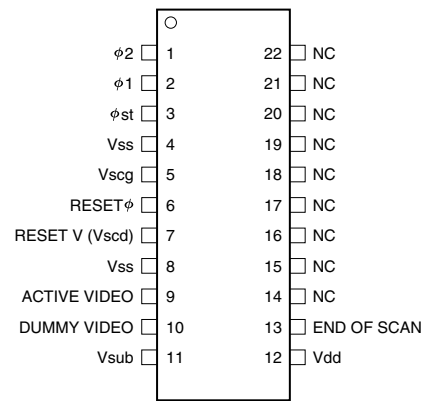 ϕ2 1 22 NC
ϕ1 2 21 NC
ϕst 3 20 NC
Vss 4 19 NC
Vscg 5 18 NC
RESETϕ 6 17 NC
RESET V (Vscd) 7 16 NC
Vss 8 15 NC
ACTIVE VIDEO 9 14 NC
DUMMY VIDEO 10 13 END OF SCAN
Vsub 11 12 Vdd